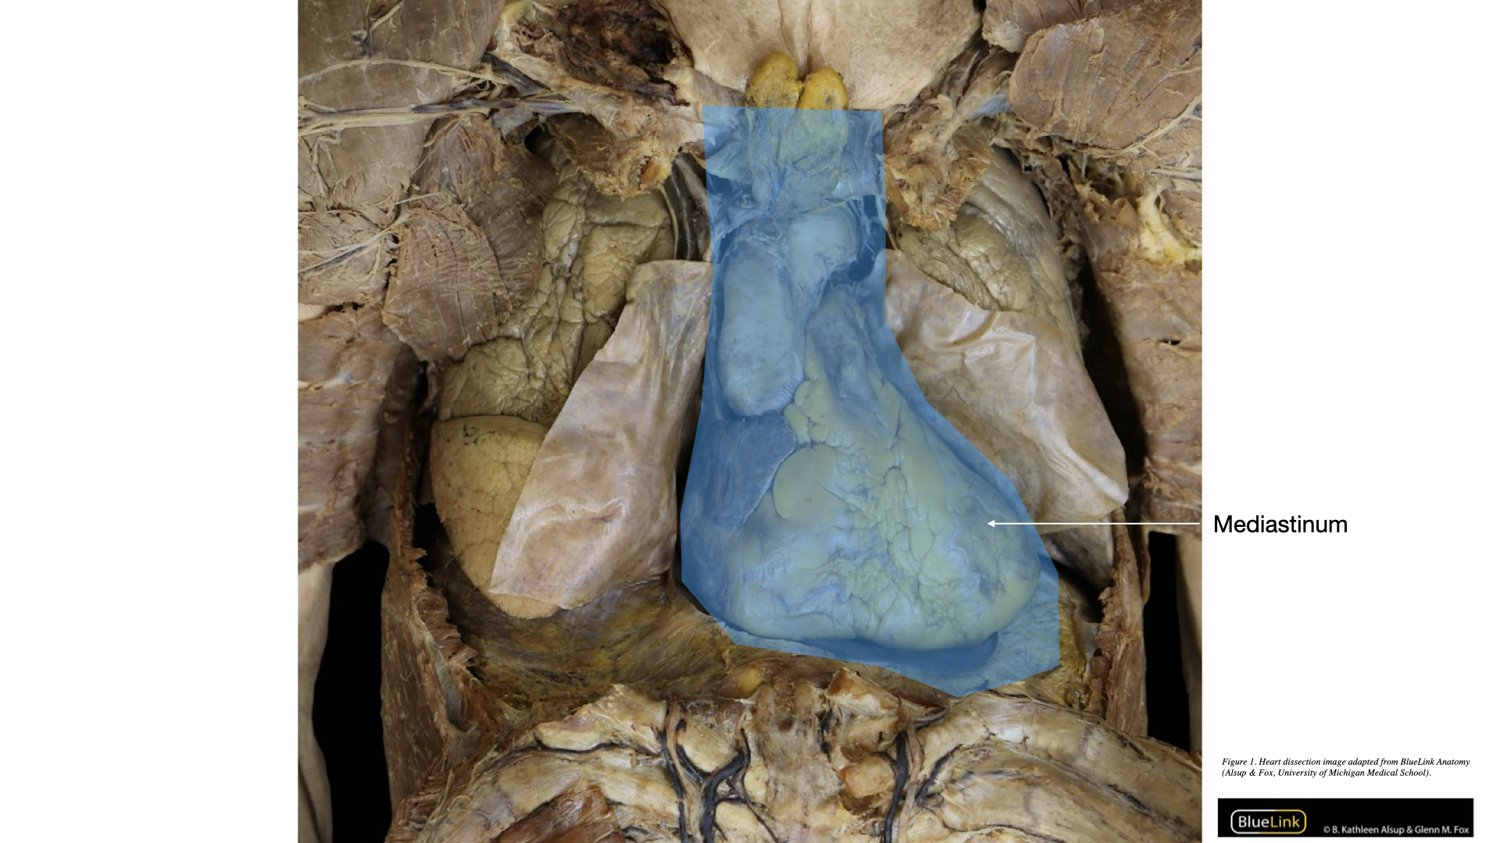 Mediastinum
Figure 1. Heart dissection image adapted from BlueLink Anatomy
(Alsup & Fox, University of Michigan Medical School).
BlueLink
© B. Kathleen Alsup & Glenn M. Fox